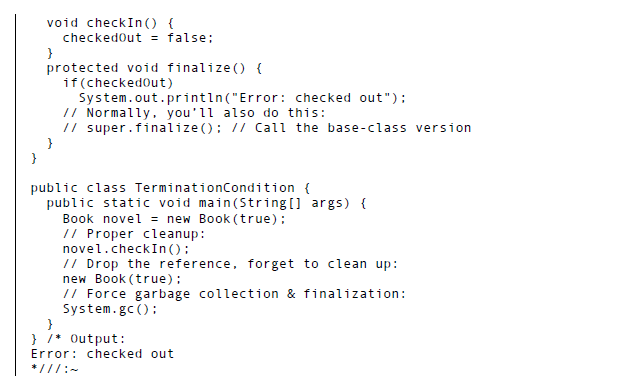 void checkIn() {
checkedOut = false;
}
protected void finalize() {
if(checkedOut)
System.out.println("Error: checked out");
// Normally, you'll also do this:
// super.finalize(); // Call the base-class version
}
}
public class TerminationCondition {
public static void main(String[] args) {
Book novel = new Book(true);
// Proper cleanup:
novel.checkIn();
// Drop the reference, forget to clean up:
new Book(true);
// Force garbage collection & finalization:
System.gc();
}
} /* Output:
Error: checked out
*///:~